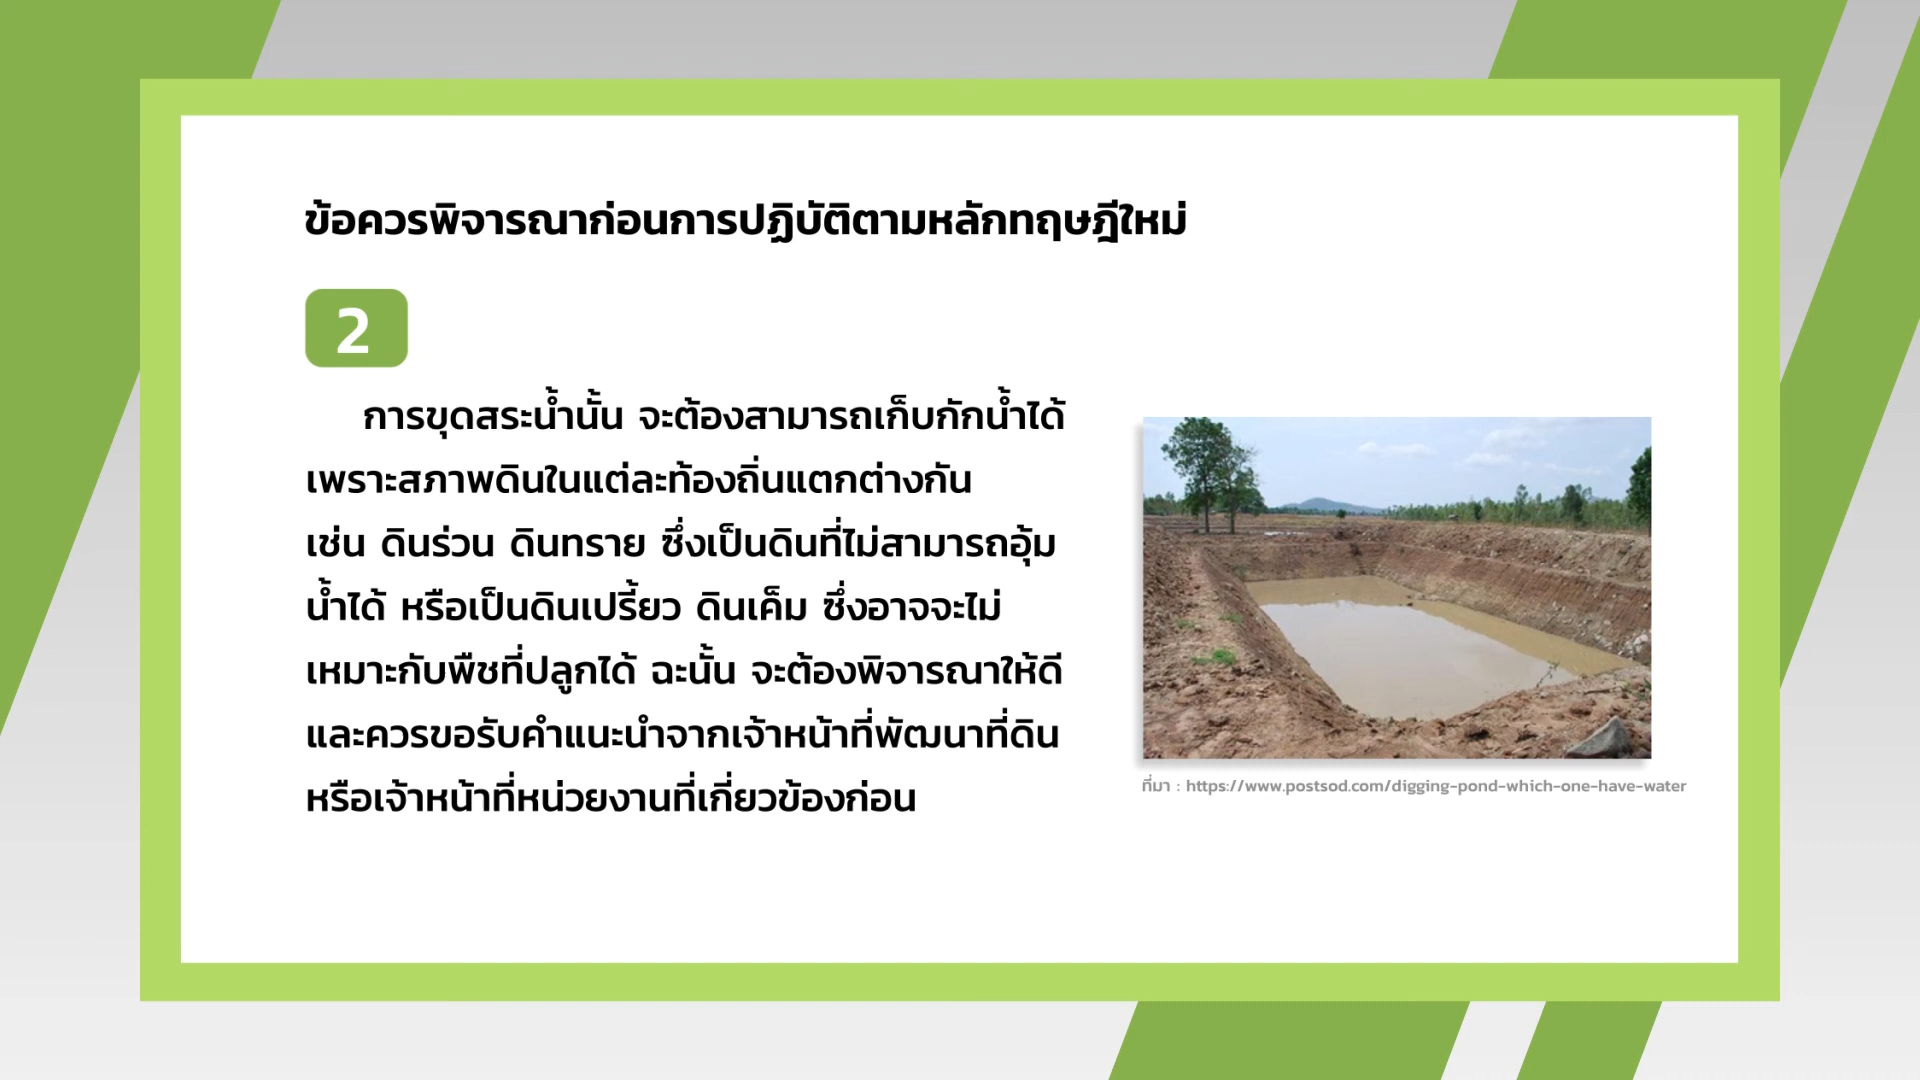 ข้อควรพิจารณาก่อนการปฏิบัติตามหลักทฤษฎีใหม่
2
การขุดสระน้ำนั้น จะต้องสามารถเก็บกักน้ำได้
เพราะสภาพดินในแต่ละท้องถิ่นแตกต่างกัน
เช่น ดินร่วน ดินทราย ซึ่งเป็นดินที่ไม่สามารถอุ้ม
น้ำได้ หรือเป็นดินเปรี้ยว ดินเค็ม ซึ่งอาจจะไม่
เหมาะกับพืชที่ปลูกได้ ฉะนั้น จะต้องพิจารณาให้ดี
และควรขอรับคำแนะนำจากเจ้าหน้าที่พัฒนาที่ดิน
หรือเจ้าหน้าที่หน่วยงานที่เกี่ยวข้องก่อน
ที่มา : https://www.postsod.com/digging-pond-which-one-have-water